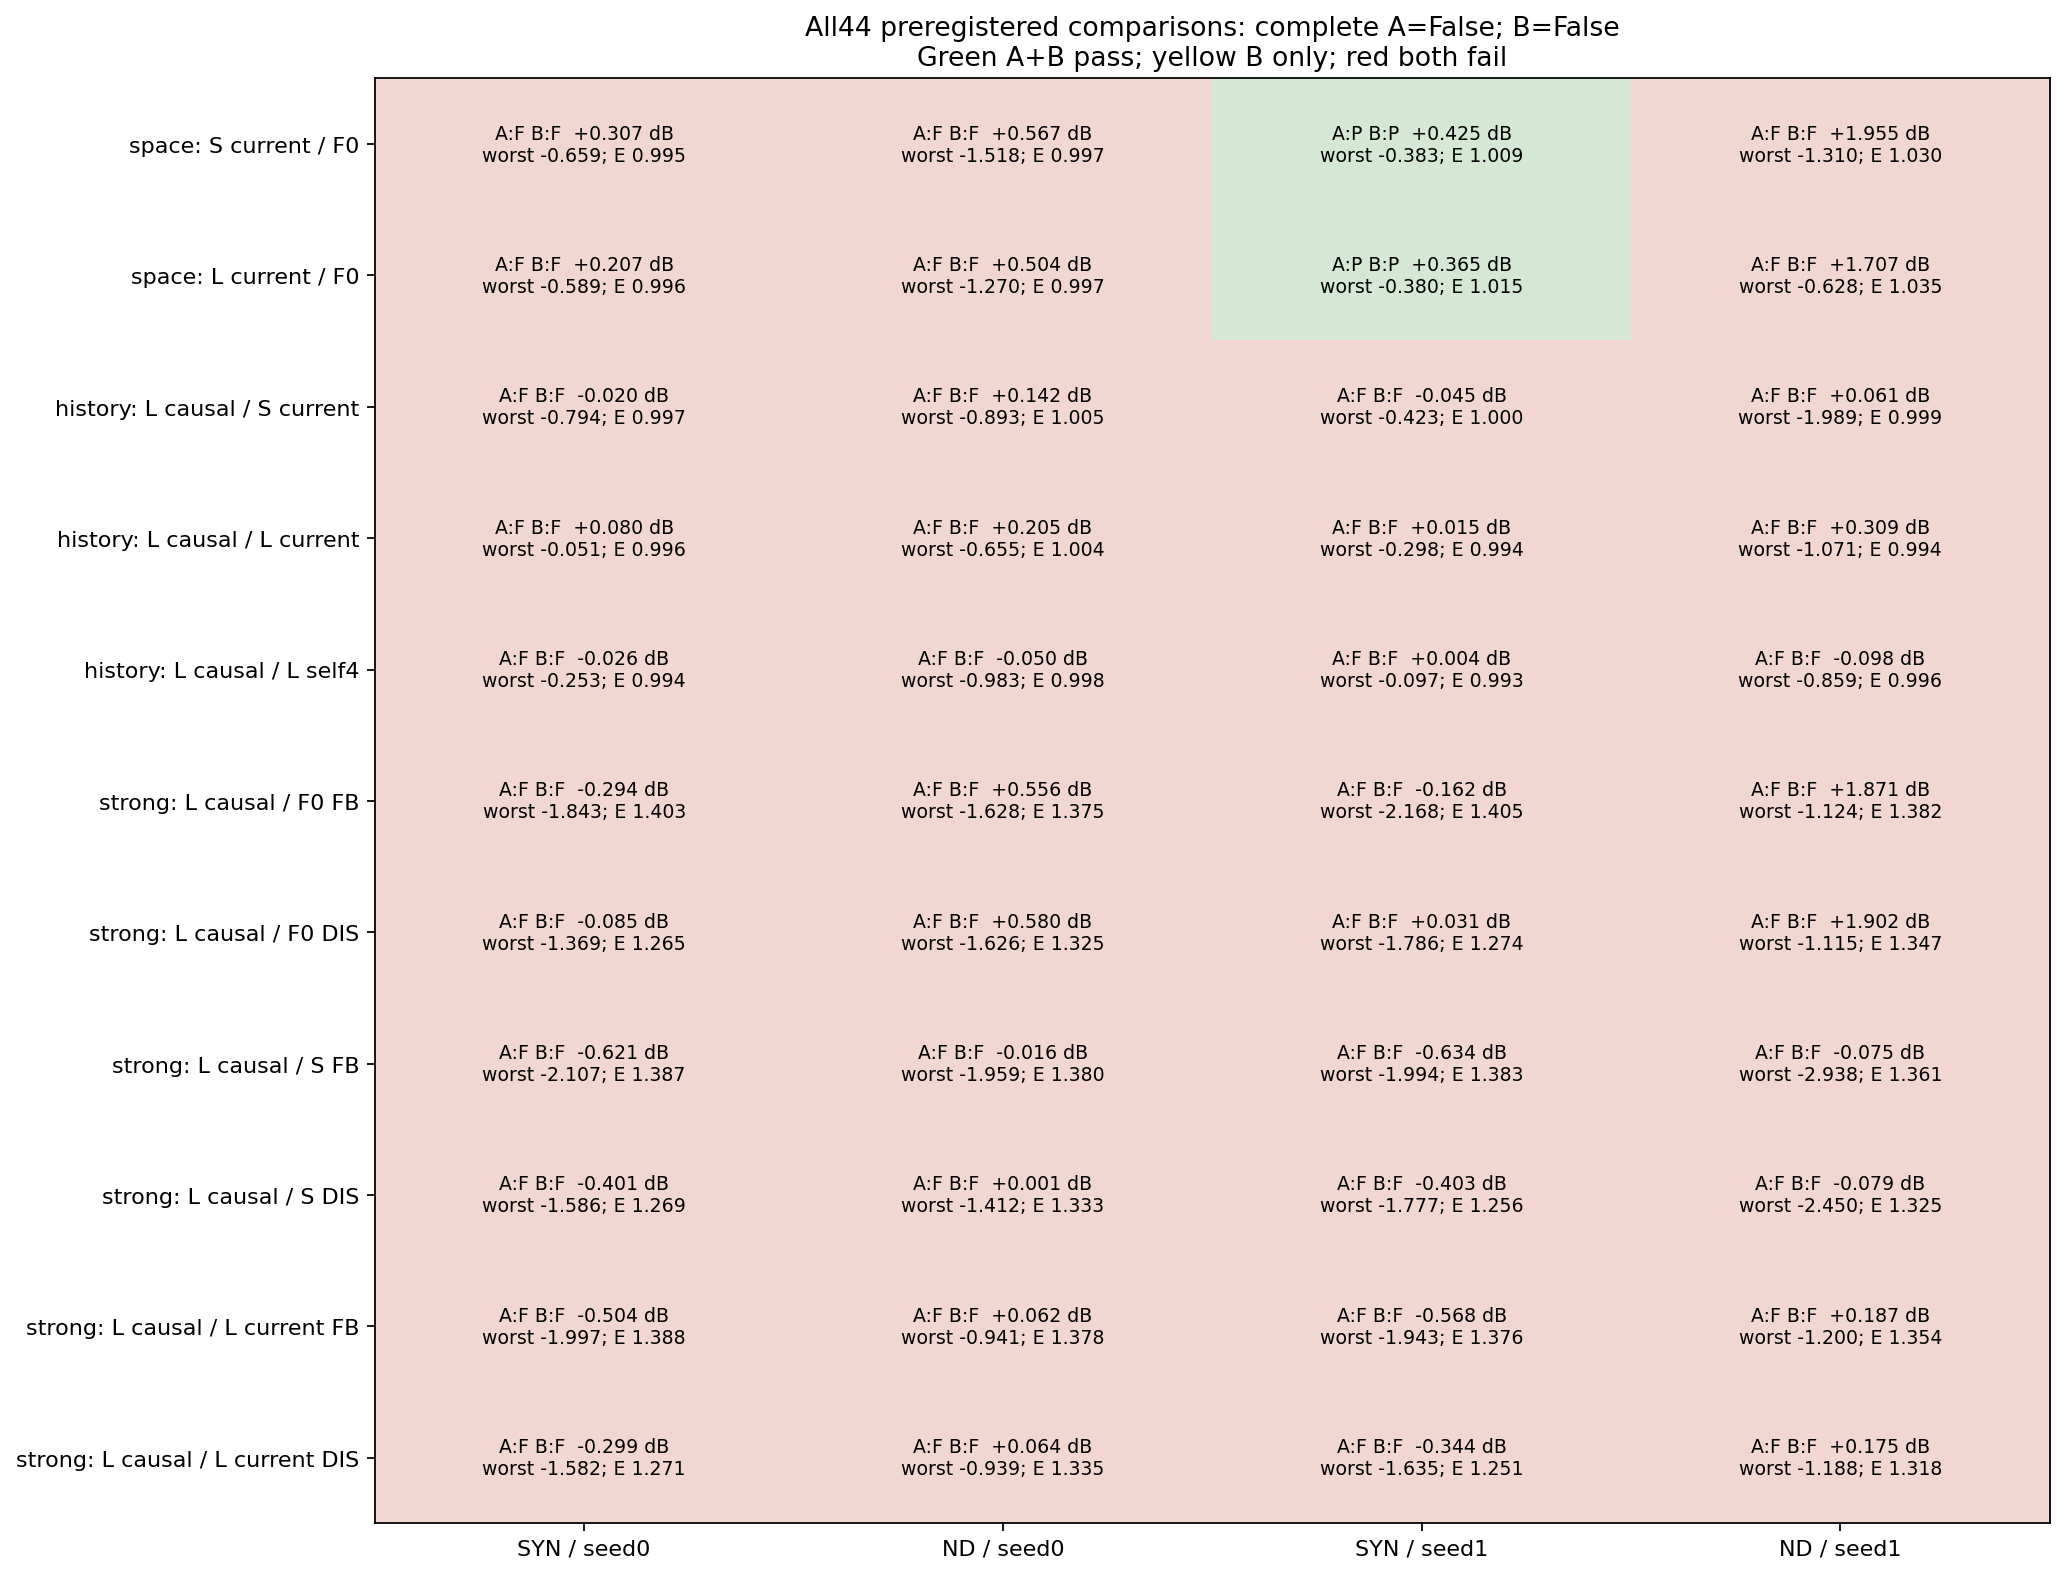 All44 preregistered comparisons: complete A=False; B=False
Green A+B pass; yellow B only; red both fail
space: S current / F0
A:F B:F +0.307 dB
worst -0.659; E 0.995
A:F B:F +0.567 dB
worst -1.518; E 0.997
A:P B:P +0.425 dB
worst -0.383; E 1.009
A:F B:F +1.955 dB
worst -1.310; E 1.030
space: L current / F0
A:F B:F +0.207 dB
worst -0.589; E 0.996
A:F B:F +0.504 dB
worst -1.270; E 0.997
A:P B:P +0.365 dB
worst -0.380; E 1.015
A:F B:F +1.707 dB
worst -0.628; E 1.035
history: L causal / S current
A:F B:F -0.020 dB
worst -0.794; E 0.997
A:F B:F +0.142 dB
worst -0.893; E 1.005
A:F B:F -0.045 dB
worst -0.423; E 1.000
A:F B:F +0.061 dB
worst -1.989; E 0.999
history: L causal / L current
A:F B:F +0.080 dB
worst -0.051; E 0.996
A:F B:F +0.205 dB
worst -0.655; E 1.004
A:F B:F +0.015 dB
worst -0.298; E 0.994
A:F B:F +0.309 dB
worst -1.071; E 0.994
history: L causal / L self4
A:F B:F -0.026 dB
worst -0.253; E 0.994
A:F B:F -0.050 dB
worst -0.983; E 0.998
A:F B:F +0.004 dB
worst -0.097; E 0.993
A:F B:F -0.098 dB
worst -0.859; E 0.996
strong: L causal / F0 FB
A:F B:F -0.294 dB
worst -1.843; E 1.403
A:F B:F +0.556 dB
worst -1.628; E 1.375
A:F B:F -0.162 dB
worst -2.168; E 1.405
A:F B:F +1.871 dB
worst -1.124; E 1.382
strong: L causal / F0 DIS
A:F B:F -0.085 dB
worst -1.369; E 1.265
A:F B:F +0.580 dB
worst -1.626; E 1.325
A:F B:F +0.031 dB
worst -1.786; E 1.274
A:F B:F +1.902 dB
worst -1.115; E 1.347
strong: L causal / S FB
A:F B:F -0.621 dB
worst -2.107; E 1.387
A:F B:F -0.016 dB
worst -1.959; E 1.380
A:F B:F -0.634 dB
worst -1.994; E 1.383
A:F B:F -0.075 dB
worst -2.938; E 1.361
strong: L causal / S DIS
A:F B:F -0.401 dB
worst -1.586; E 1.269
A:F B:F +0.001 dB
worst -1.412; E 1.333
A:F B:F -0.403 dB
worst -1.777; E 1.256
A:F B:F -0.079 dB
worst -2.450; E 1.325
strong: L causal / L current FB
A:F B:F -0.504 dB
worst -1.997; E 1.388
A:F B:F +0.062 dB
worst -0.941; E 1.378
A:F B:F -0.568 dB
worst -1.943; E 1.376
A:F B:F +0.187 dB
worst -1.200; E 1.354
strong: L causal / L current DIS
A:F B:F -0.299 dB
worst -1.582; E 1.271
A:F B:F +0.064 dB
worst -0.939; E 1.335
A:F B:F -0.344 dB
worst -1.635; E 1.251
A:F B:F +0.175 dB
worst -1.188; E 1.318
SYN / seed0
ND / seed0
SYN / seed1
ND / seed1